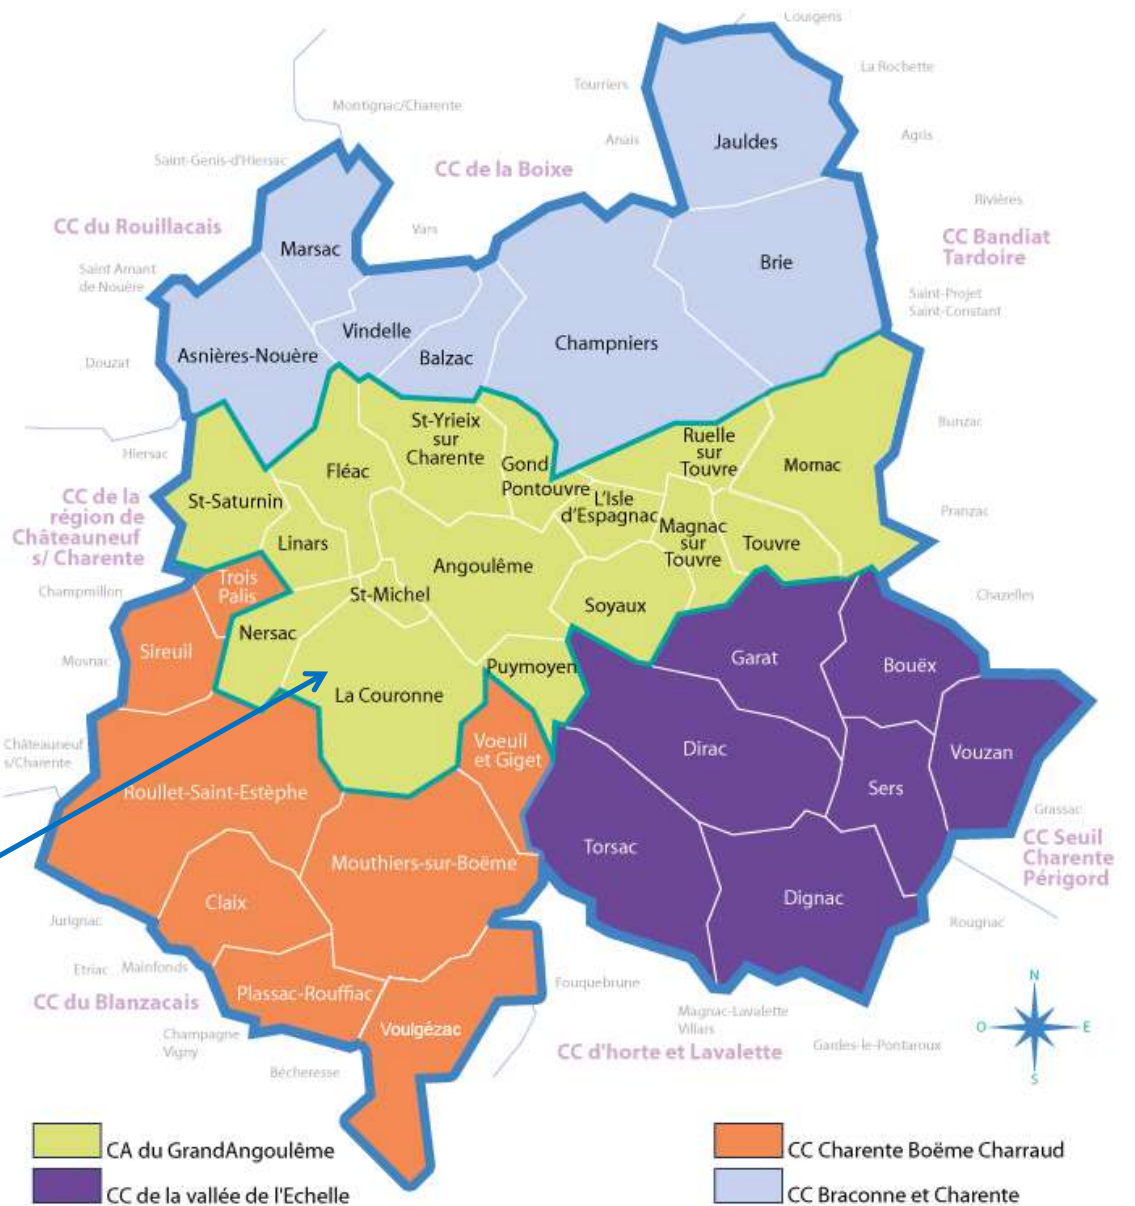 Coulgens
La Rochette
Tourriers
Montignac/Charente
Agris
Anais
Jauldes
Saint-Genis-d'Hiersac
CC de la Boixe
Rivières
CC du Rouillacais
Vars
CC Bandiat
Tardoire
Marsac
Brie
Saint Amant
de Nouère
Saint-Projet
Saint-Constant
Vindelle
Champniers
Asnières-Nouère
Balzac
Douzat
St-Yrieix
sur
Charente
Ruelle
sur
Touvre
Bunzac
Hiersac
Fléac
Gond
Pontouvre
Mornac
CC de la
région de
Châteauneuf
s/ Charente
St-Saturnin
L'Isle
d'Espagnac
Pranzac
Magnac
sur
Touvre
Linars
Touvre
Angoulême
Trois
Palis
Champmillon
St-Michel
Soyaux
Chazelles
Nersac
Mosnac
Sireuil
Garat
Bouëx
Puymoyen
La Couronne
Châteauneuf
s/Charente
Voeuil
et Giget
Dirac
Vouzan
Roullet-Saint-Estèphe
Sers
Grassac
CC Seuil
Charente
Périgord
Torsac
Mouthiers-sur-Boëme
Claix
Dignac
Jurignac
Rougnac
Etriac
Mainfonds
CC du Blanzacais
Plassac-Rouffiac
Fouquebrune
Voulgézac
Magnac-Lavalette
Villars
Champagne
Vigny
CC d'horte et Lavalette
Gardes-le-Pontaroux
Bécheresse
N
O
E
S
CA du GrandAngoulême
CC de la vallée de l'Echelle
CC Charente Boëme Charraud
CC Braconne et Charente